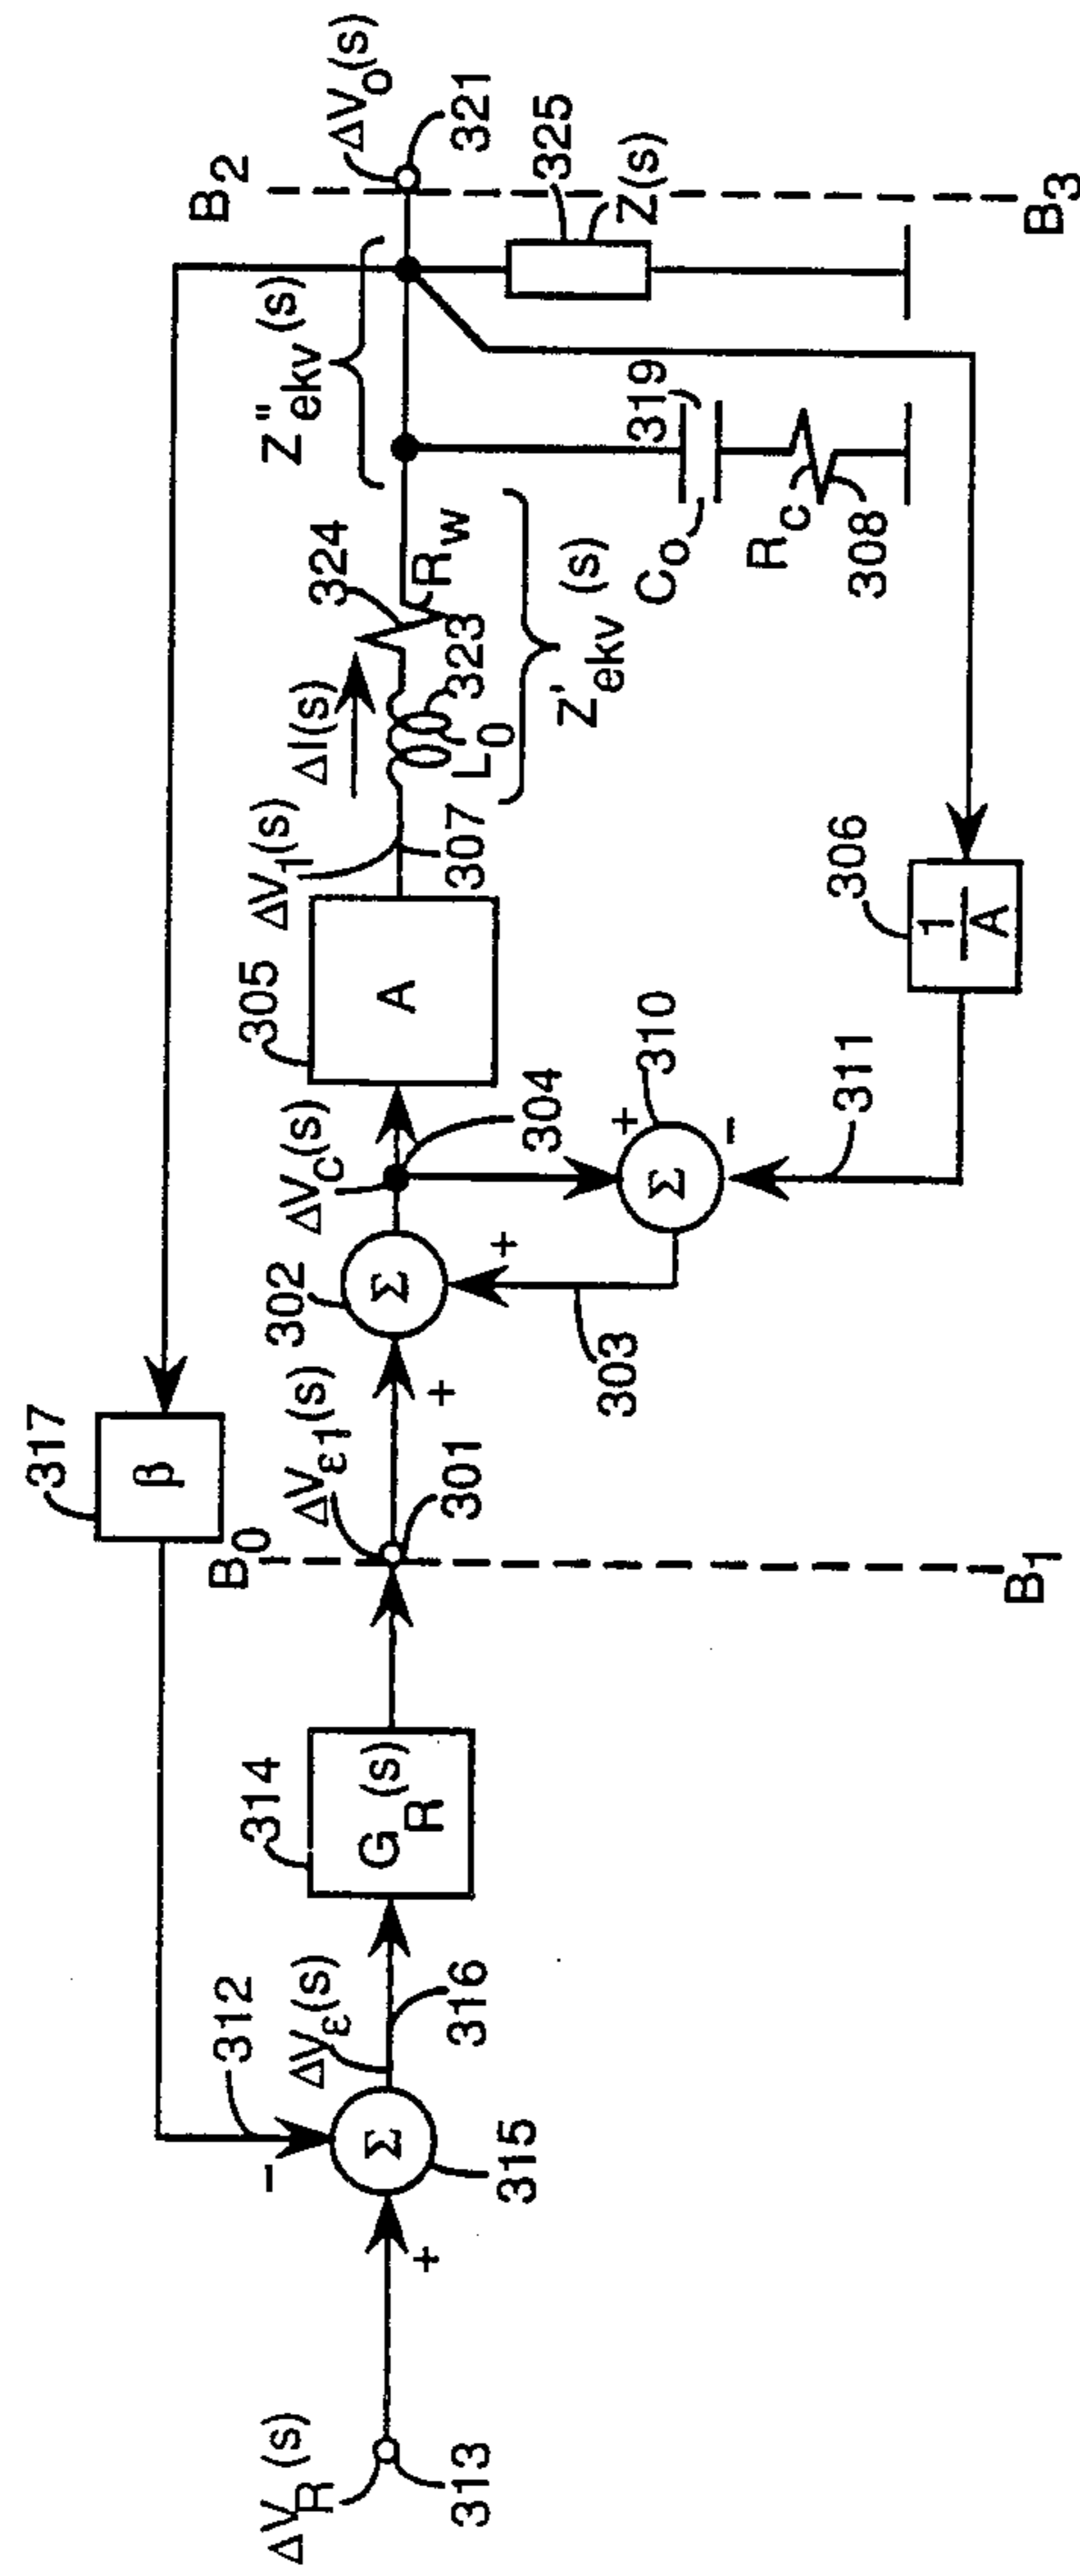 ΔV_R(s)
313
+
−
312
Σ
315
ΔV_ε(s)
316
314
G_R(s)
317
β
B_0
B_1
ΔV_ε1(s)
301
+
302
Σ
+
303
ΔV_C(s)
304
310
+
Σ
−
311
305
A
306
1
A
ΔV_1(s)
307
ΔI(s)
L_0
323
324
R_W
Z'_ekv(s)
Z''_ekv(s)
C_0
319
R_C
308
B_2
B_3
ΔV_0(s)
321
325
Z(s)